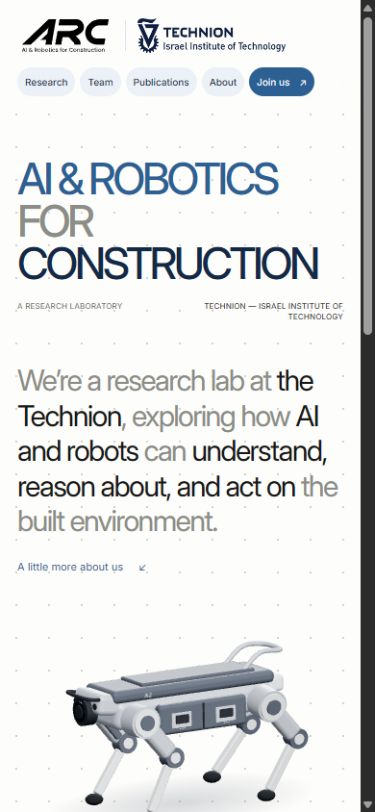 ARC
AI & Robotics for Construction
TECHNION
Israel Institute of Technology
Research
Team
Publications
About
Join us
AI & ROBOTICS
FOR
CONSTRUCTION
A RESEARCH LABORATORY
TECHNION — ISRAEL INSTITUTE OF
TECHNOLOGY
We’re a research lab at the
Technion, exploring how AI
and robots can understand,
reason about, and act on the
built environment.
A little more about us